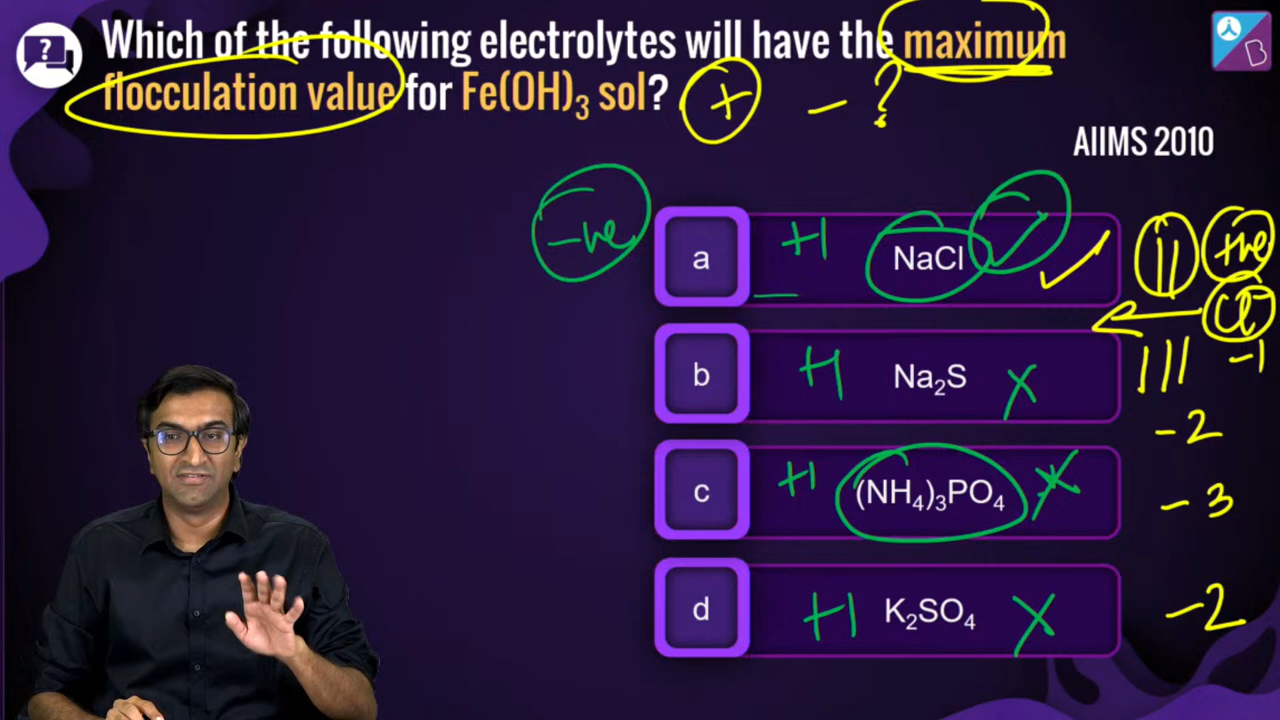 Which of the following electrolytes will have the maximum
flocculation value for Fe(OH)₃ sol? + – ?
AIIMS 2010
-ve
a +1 NaCl ✓ ✓ || +ve
Cl⁻
b +1 Na₂S X ||| -1
-2
c +1 (NH₄)₃PO₄ X -3
d +1 K₂SO₄ X -2
B